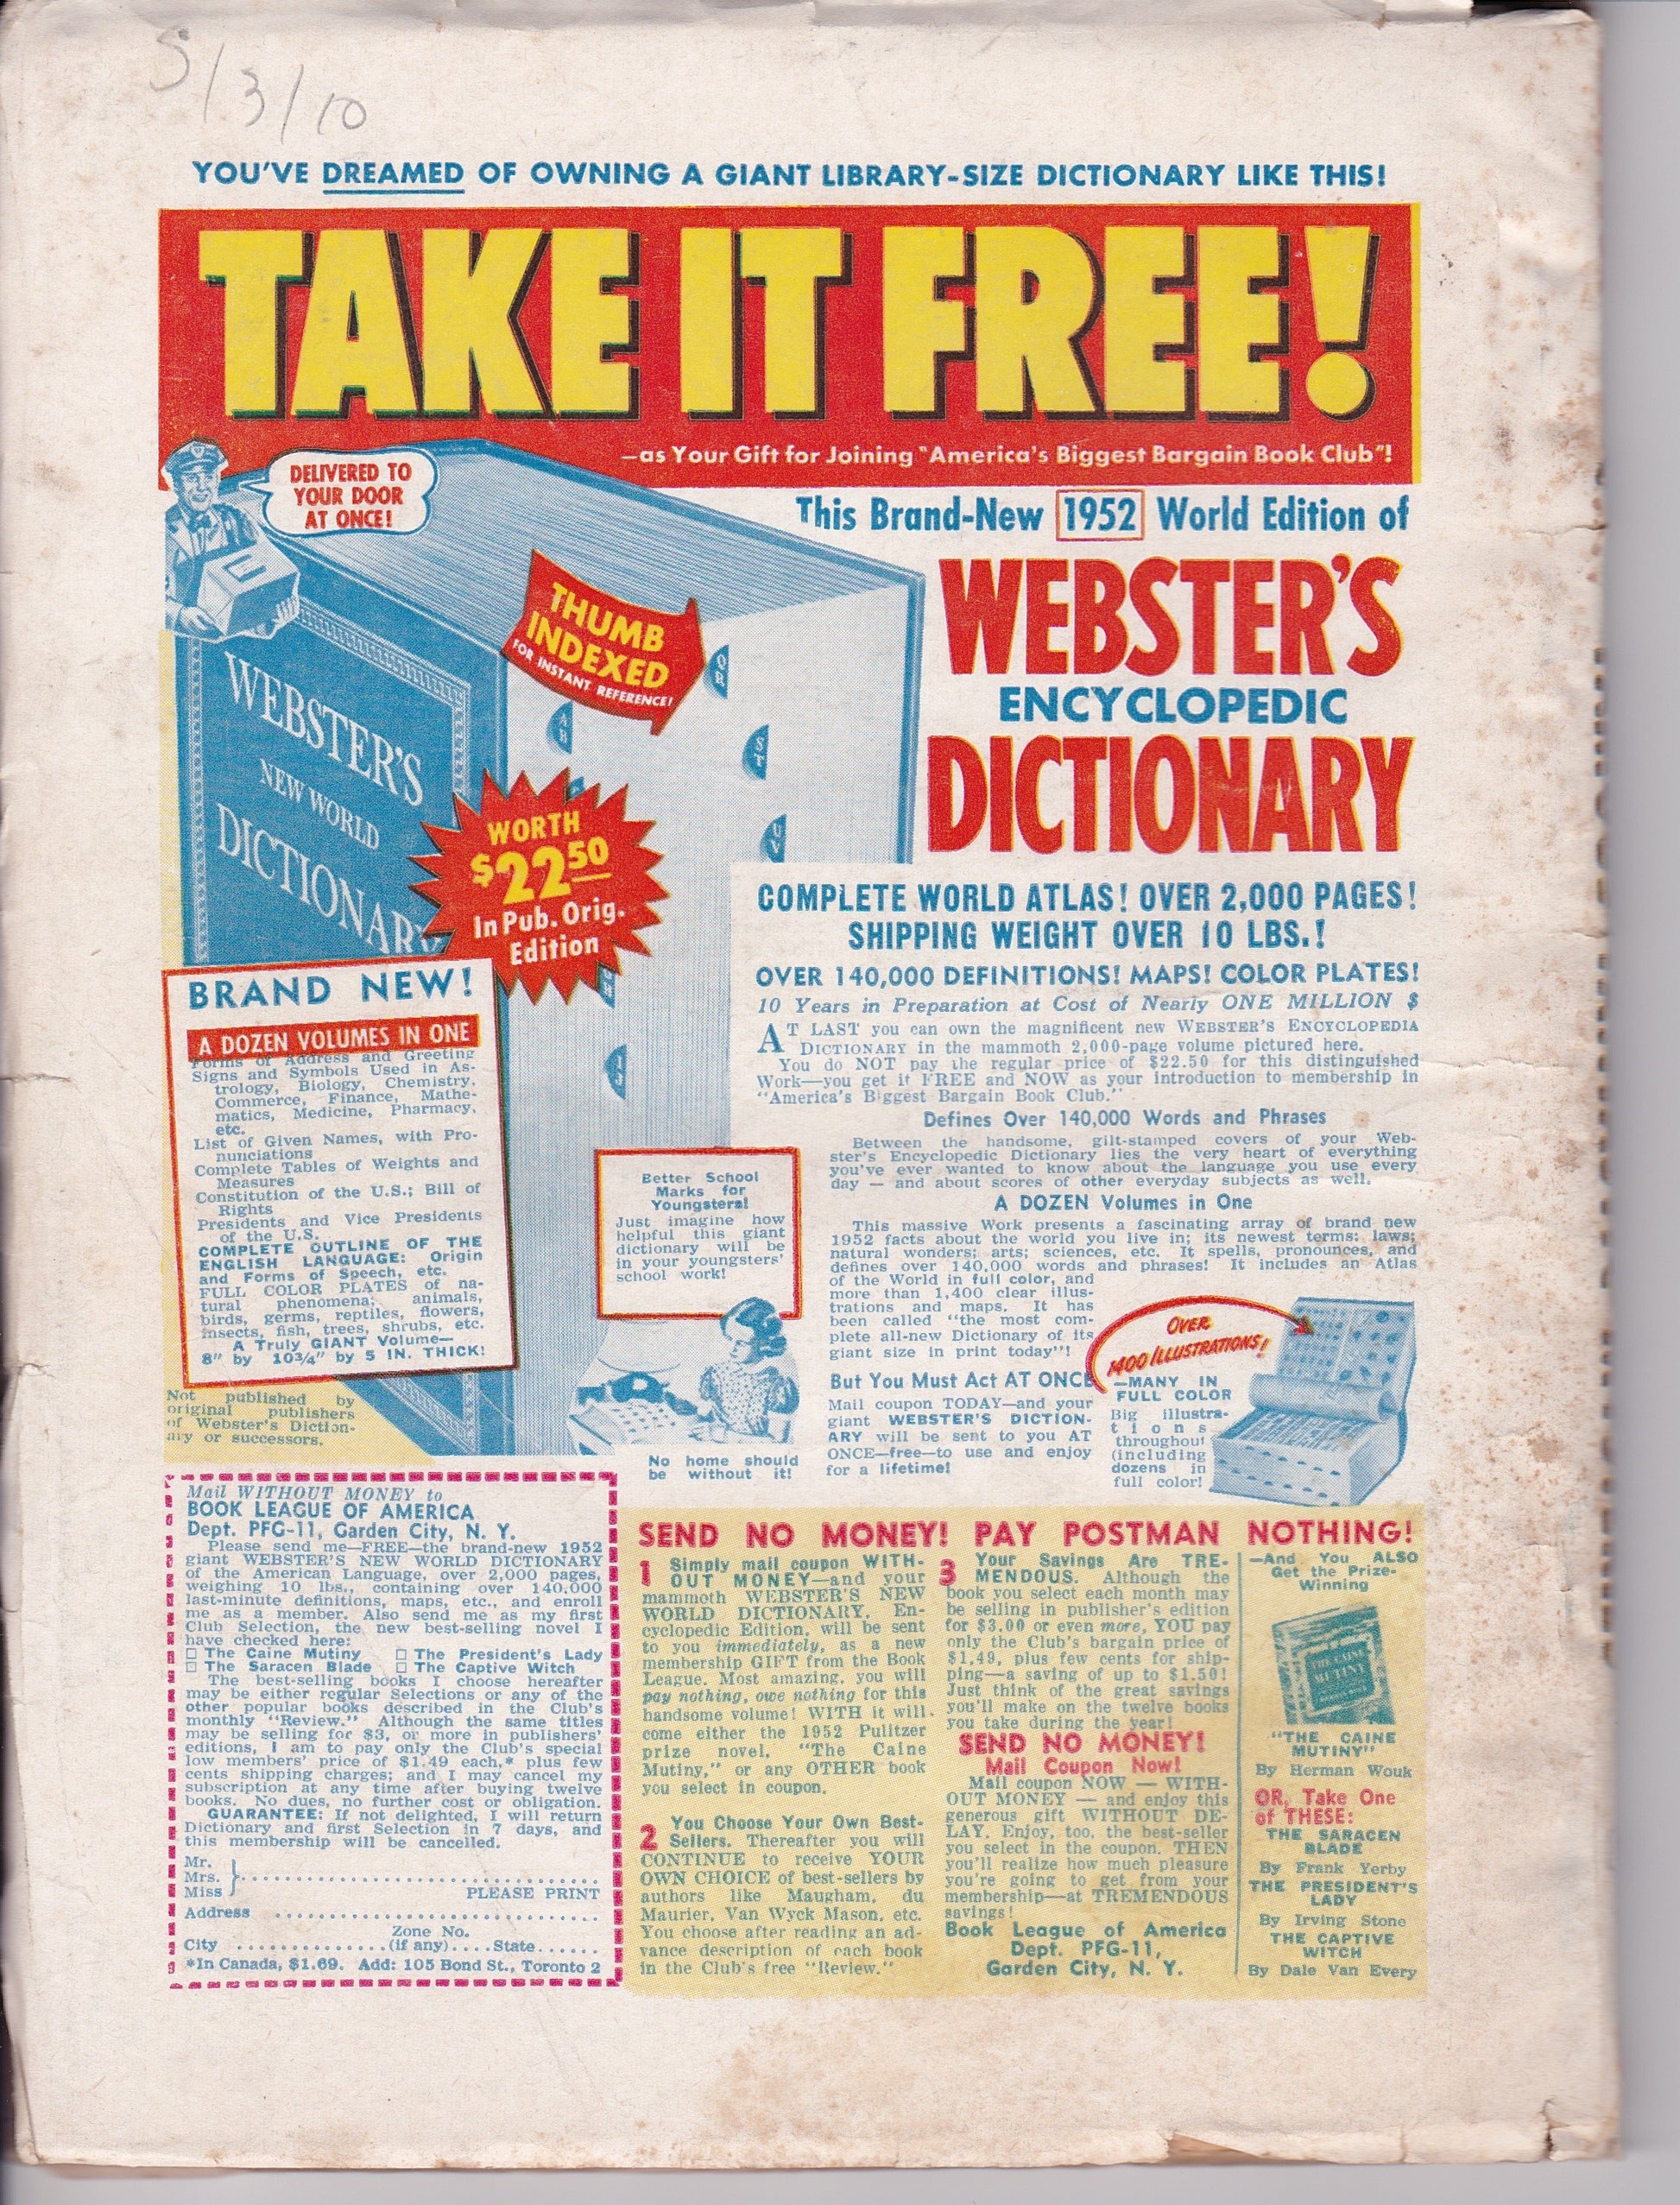 5/3/10
YOU'VE DREAMED OF OWNING A GIANT LIBRARY-SIZE DICTIONARY LIKE THIS!
TAKE IT FREE!
—as Your Gift for Joining "America's Biggest Bargain Book Club"!
DELIVERED TO
YOUR DOOR
AT ONCE!
This Brand-New 1952 World Edition of
WEBSTER'S
ENCYCLOPEDIC
DICTIONARY
THUMB
INDEXED
FOR INSTANT REFERENCE!
AB
QR
ST
UV
IJ
WEBSTER'S
NEW WORLD
DICTIONARY
WORTH
$22.50
In Pub. Orig.
Edition
COMPLETE WORLD ATLAS! OVER 2,000 PAGES!
SHIPPING WEIGHT OVER 10 LBS.!
OVER 140,000 DEFINITIONS! MAPS! COLOR PLATES!
10 Years in Preparation at Cost of Nearly ONE MILLION $
AT LAST you can own the magnificent new WEBSTER'S ENCYCLOPEDIA
DICTIONARY in the mammoth 2,000-page volume pictured here.
You do NOT pay the regular price of $22.50 for this distinguished
Work—you get it FREE and NOW as your introduction to membership in
"America's Biggest Bargain Book Club."
Defines Over 140,000 Words and Phrases
Between the handsome, gilt-stamped covers of your Web-
ster's Encyclopedic Dictionary lies the very heart of everything
you've ever wanted to know about the language you use every
day — and about scores of other everyday subjects as well.
A DOZEN Volumes in One
This massive Work presents a fascinating array of brand new
1952 facts about the world you live in; its newest terms; laws;
natural wonders; arts; sciences, etc. It spells, pronounces, and
defines over 140,000 words and phrases! It includes an Atlas
of the World in full color, and
more than 1,400 clear illus-
trations and maps. It has
been called "the most com-
plete all-new Dictionary of its
giant size in print today"!
But You Must Act AT ONCE
Mail coupon TODAY—and your
giant WEBSTER'S DICTION-
ARY will be sent to you AT
ONCE—free—to use and enjoy
for a lifetime!
OVER
1400 ILLUSTRATIONS!
—MANY IN
FULL COLOR
Big illustra-
tions
throughout
(including
dozens in
full color!
BRAND NEW!
A DOZEN VOLUMES IN ONE
Forms of Address and Greeting
Signs and Symbols Used in As-
trology, Biology, Chemistry,
Commerce, Finance, Mathe-
matics, Medicine, Pharmacy,
etc.
List of Given Names, with Pro-
nunciations
Complete Tables of Weights and
Measures
Constitution of the U.S.; Bill of
Rights
Presidents and Vice Presidents
of the U.S.
COMPLETE OUTLINE OF THE
ENGLISH LANGUAGE: Origin
and Forms of Speech, etc.
FULL COLOR PLATES of na-
tural phenomena; animals,
birds, germs, reptiles, flowers,
insects, fish, trees, shrubs, etc.
A Truly GIANT Volume—
8" by 10¾" by 5 IN. THICK!
Not published by
original publishers
of Webster's Diction-
ary or successors.
Better School
Marks for
Youngsters!
Just imagine how
helpful this giant
dictionary will be
in your youngsters'
school work!
No home should
be without it!
Mail WITHOUT MONEY to
BOOK LEAGUE OF AMERICA
Dept. PFG-11, Garden City, N. Y.
Please send me—FREE—the brand-new 1952
giant WEBSTER'S NEW WORLD DICTIONARY
of the American Language, over 2,000 pages,
weighing 10 lbs., containing over 140,000
last-minute definitions, maps, etc., and enroll
me as a member. Also send me as my first
Club Selection, the new best-selling novel I
have checked here:
☐ The Caine Mutiny ☐ The President's Lady
☐ The Saracen Blade ☐ The Captive Witch
The best-selling books I choose hereafter
may be either regular Selections or any of the
other popular books described in the Club's
monthly "Review." Although the same titles
may be selling for $3, or more in publishers'
editions, I am to pay only the Club's special
low members' price of $1.49 each,* plus few
cents shipping charges; and I may cancel my
subscription at any time after buying twelve
books. No dues, no further cost or obligation.
GUARANTEE: If not delighted, I will return
Dictionary and first Selection in 7 days, and
this membership will be cancelled.
Mr.
Mrs. }
Miss PLEASE PRINT
Address
Zone No.
City (if any) State
*In Canada, $1.69. Add: 105 Bond St., Toronto 2
SEND NO MONEY! PAY POSTMAN NOTHING!
1 Simply mail coupon WITH-
OUT MONEY—and your
mammoth WEBSTER'S NEW
WORLD DICTIONARY, En-
cyclopedic Edition, will be sent
to you immediately, as a new
membership GIFT from the Book
League. Most amazing, you will
pay nothing, owe nothing for this
handsome volume! WITH it will
come either the 1952 Pulitzer
prize novel, "The Caine
Mutiny," or any OTHER book
you select in coupon.
2 You Choose Your Own Best-
Sellers. Thereafter you will
CONTINUE to receive YOUR
OWN CHOICE of best-sellers by
authors like Maugham, du
Maurier, Van Wyck Mason, etc.
You choose after reading an ad-
vance description of each book
in the Club's free "Review."
3 Your Savings Are TRE-
MENDOUS. Although the
book you select each month may
be selling in publisher's edition
for $3.00 or even more, YOU pay
only the Club's bargain price of
$1.49, plus few cents for ship-
ping—a saving of up to $1.50!
Just think of the great savings
you'll make on the twelve books
you take during the year!
SEND NO MONEY!
Mail Coupon Now!
Mail coupon NOW — WITH-
OUT MONEY — and enjoy this
generous gift WITHOUT DE-
LAY. Enjoy, too, the best-seller
you select in the coupon. THEN
you'll realize how much pleasure
you're going to get from your
membership—at TREMENDOUS
savings!
Book League of America
Dept. PFG-11,
Garden City, N. Y.
—And You ALSO
Get the Prize-
Winning
THE CAINE
MUTINY
"THE CAINE
MUTINY"
By Herman Wouk
OR, Take One
of THESE:
THE SARACEN
BLADE
By Frank Yerby
THE PRESIDENT'S
LADY
By Irving Stone
THE CAPTIVE
WITCH
By Dale Van Every